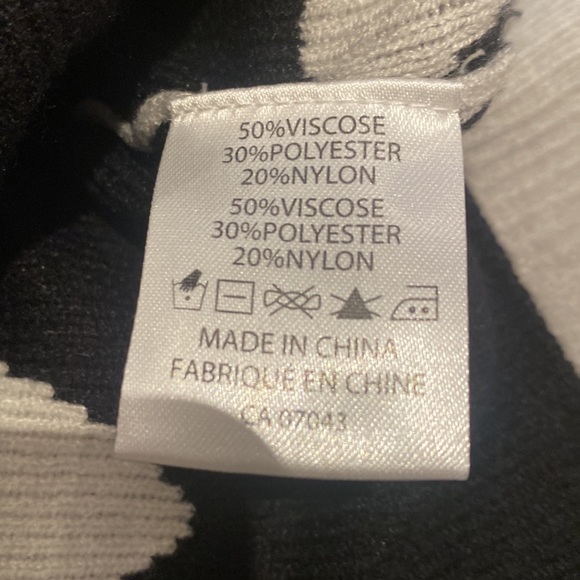 50%VISCOSE
30%POLYESTER
20%NYLON
50%VISCOSE
30%POLYESTER
20%NYLON
MADE IN CHINA
FABRIQUE EN CHINE
CA 07043